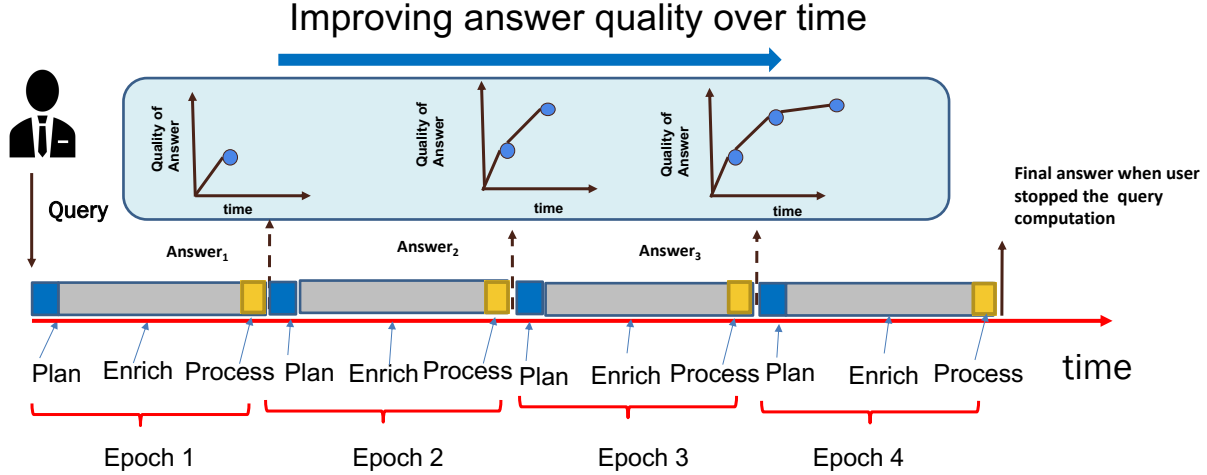 Improving answer quality over time
Quality of
Answer
time
Quality of
Answer
time
Quality of
Answer
time
Query
Final answer when user
stopped the query
computation
Answer1
Answer2
Answer3
Plan
Enrich
Process
Plan
Enrich
Process
Plan
Enrich
Process
Plan
Enrich
Process
time
Epoch 1
Epoch 2
Epoch 3
Epoch 4